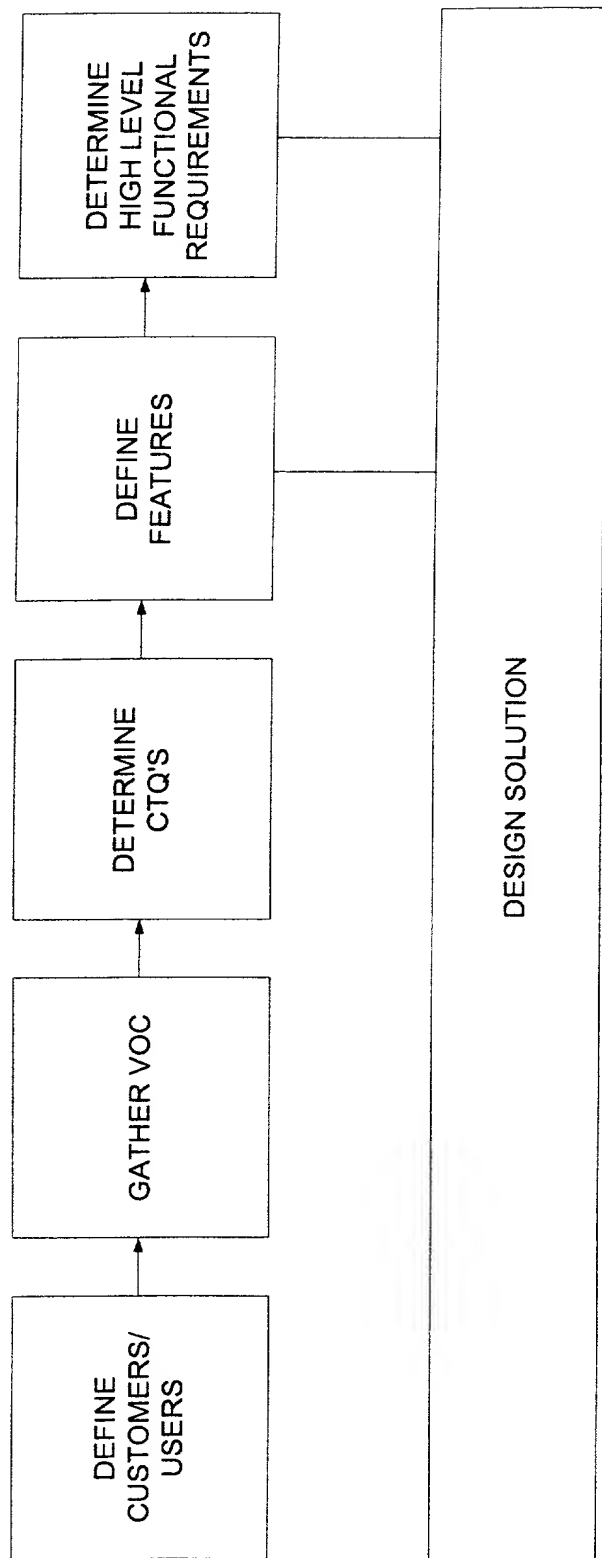 DEFINE
CUSTOMERS/
USERS
GATHER VOC
DETERMINE
CTQ'S
DEFINE
FEATURES
DETERMINE
HIGH LEVEL
FUNCTIONAL
REQUIREMENTS
DESIGN SOLUTION